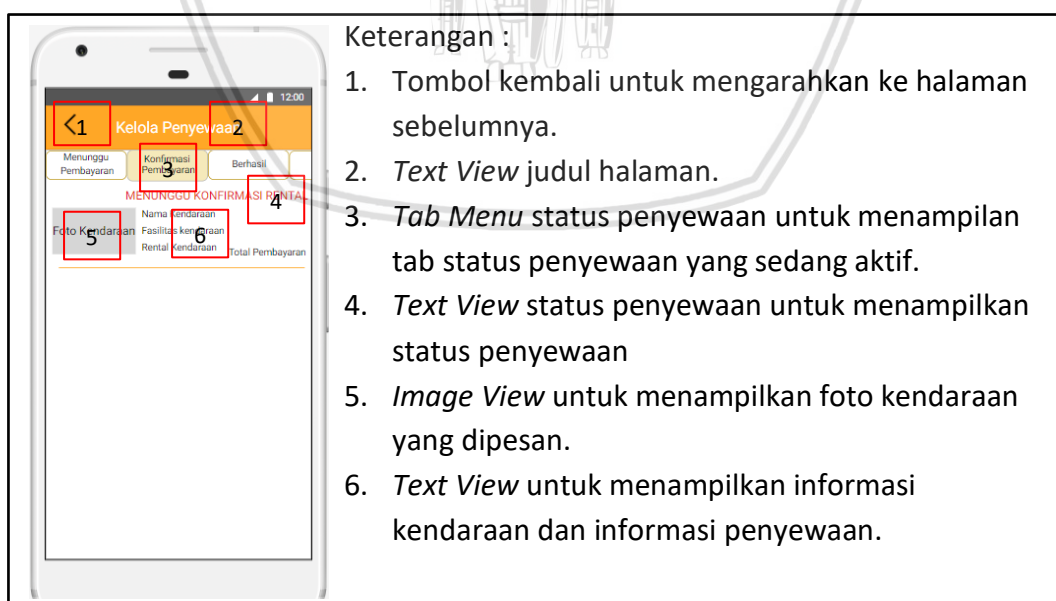 12:00
1
Kelola Penyewaan
2
Menunggu
Pembayaran
Konfirmasi
Pembayaran
3
Berhasil
MENUNGGU KONFIRMASI RENTAL
4
Foto Kendaraan
5
Nama Kendaraan
Fasilitas kendaraan
6
Rental Kendaraan
Total Pembayaran
Keterangan :
1. Tombol kembali untuk mengarahkan ke halaman
sebelumnya.
2. Text View judul halaman.
3. Tab Menu status penyewaan untuk menampilan
tab status penyewaan yang sedang aktif.
4. Text View status penyewaan untuk menampilkan
status penyewaan
5. Image View untuk menampilkan foto kendaraan
yang dipesan.
6. Text View untuk menampilkan informasi
kendaraan dan informasi penyewaan.